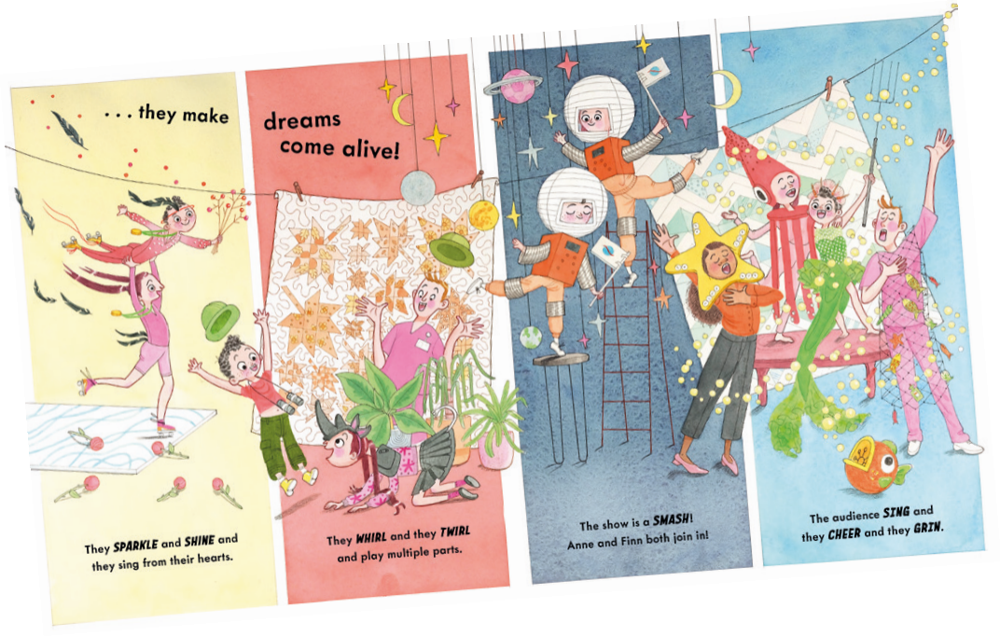 . . . they make
dreams
come alive!
They SPARKLE and SHINE and
they sing from their hearts.
They WHIRL and they TWIRL
and play multiple parts.
The show is a SMASH!
Anne and Finn both join in!
The audience SING and
they CHEER and they GRIN.